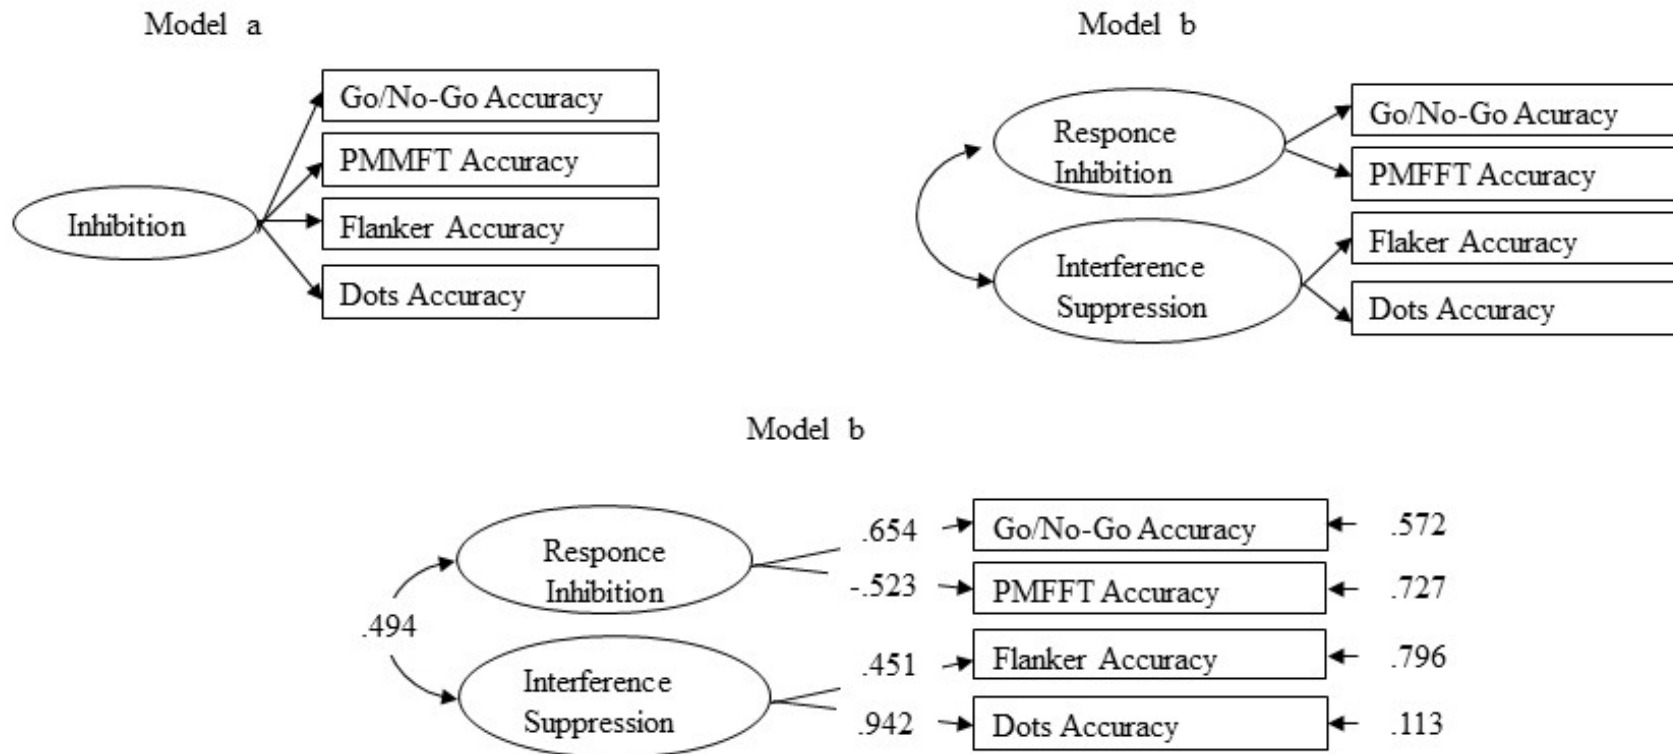 Model a
Inhibition
Go/No-Go Accuracy
PMMFT Accuracy
Flanker Accuracy
Dots Accuracy
Model b
Responce
Inhibition
Interference
Suppression
Go/No-Go Acuracy
PMFFT Accuracy
Flaker Accuracy
Dots Accuracy
Model b
.494
Responce
Inhibition
Interference
Suppression
.654
Go/No-Go Accuracy
.572
-.523
PMFFT Accuracy
.727
.451
Flanker Accuracy
.796
.942
Dots Accuracy
.113